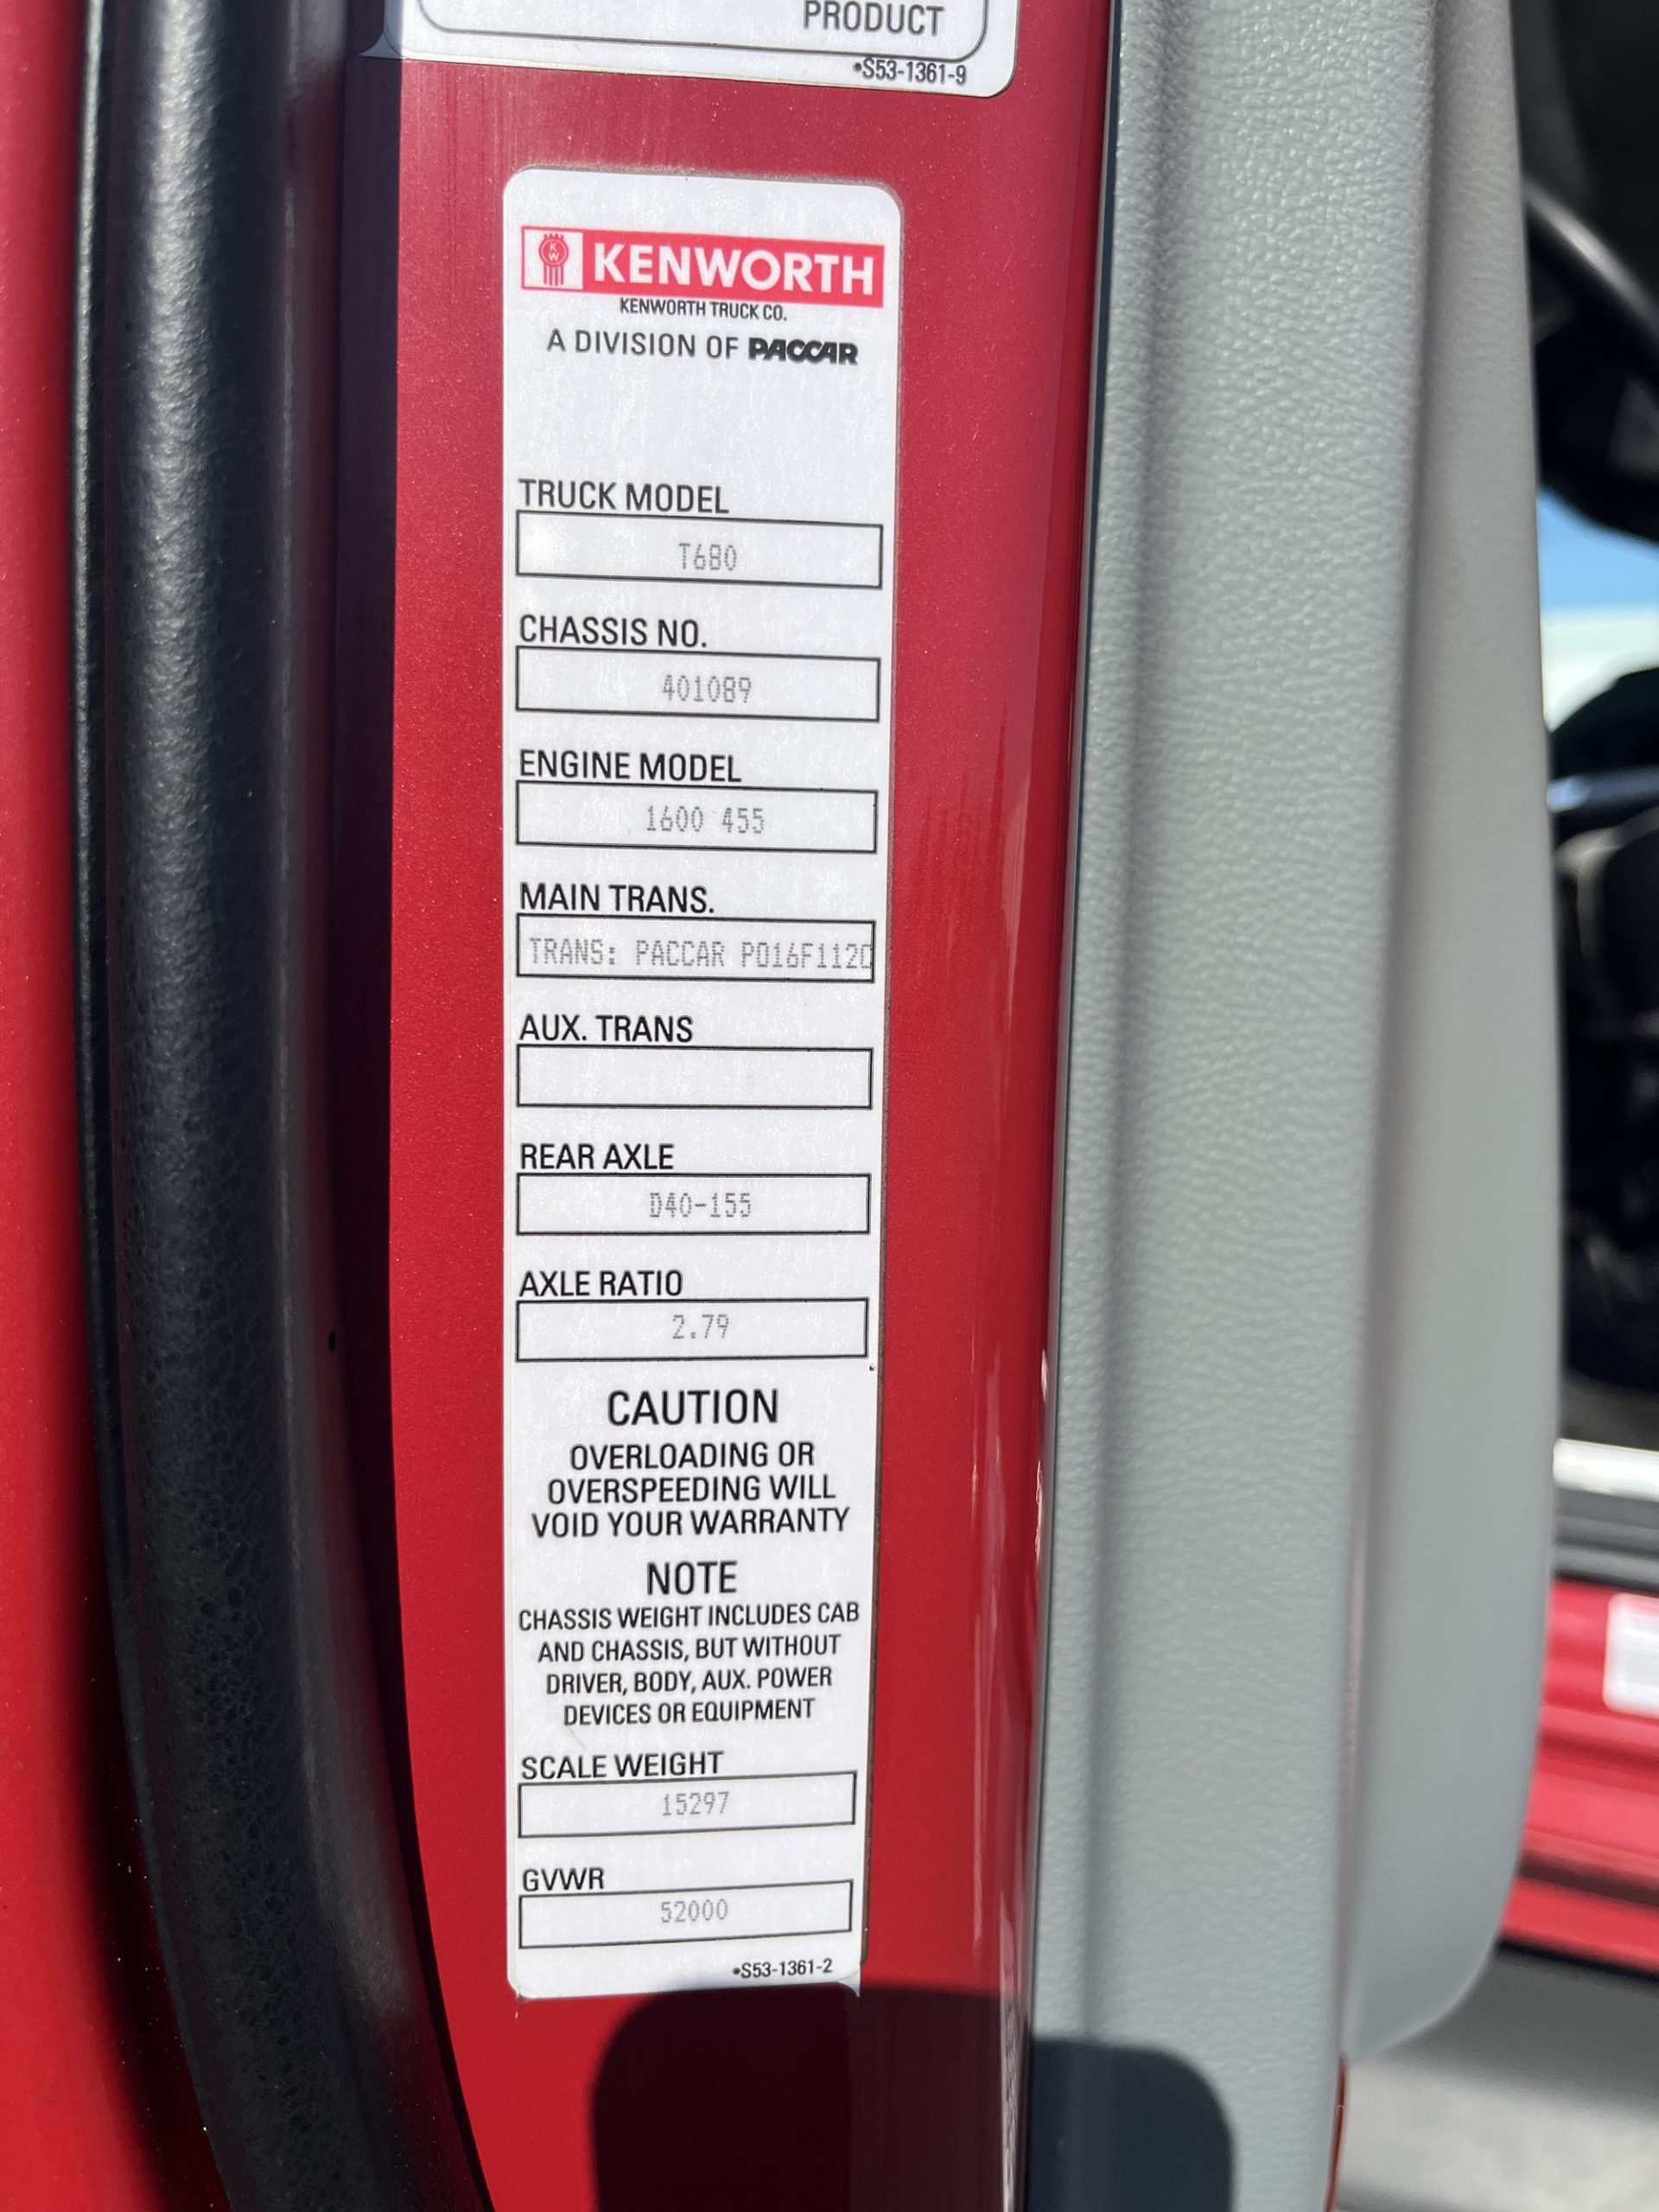 PRODUCT
•S53-1361-9
KW
KENWORTH
KENWORTH TRUCK CO.
A DIVISION OF PACCAR
TRUCK MODEL
T680
CHASSIS NO.
401089
ENGINE MODEL
1600 455
MAIN TRANS.
TRANS: PACCAR PO16F112C
AUX. TRANS
REAR AXLE
D40-155
AXLE RATIO
2.79
CAUTION
OVERLOADING OR
OVERSPEEDING WILL
VOID YOUR WARRANTY
NOTE
CHASSIS WEIGHT INCLUDES CAB
AND CHASSIS, BUT WITHOUT
DRIVER, BODY, AUX. POWER
DEVICES OR EQUIPMENT
SCALE WEIGHT
15297
GVWR
52000
•S53-1361-2